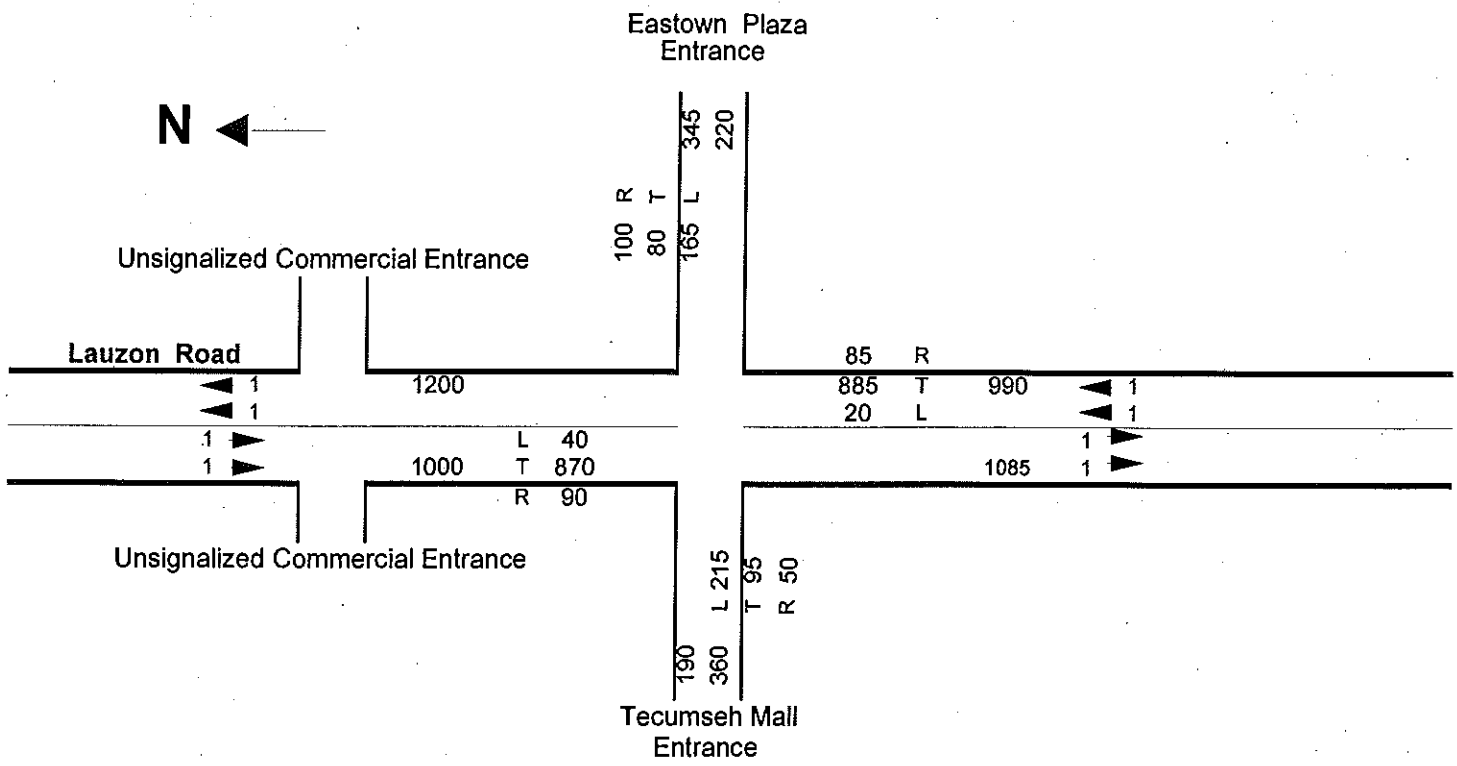 Eastown Plaza
Entrance
N
345
220
100 R
80 T
165 L
Unsignalized Commercial Entrance
Lauzon Road
85 R
1 1200 885 T 990 1
1 20 L 1
1 L 40 1
1 1000 T 870 1085 1
R 90
Unsignalized Commercial Entrance
L 215
T 95
R 50
190
360
Tecumseh Mall
Entrance